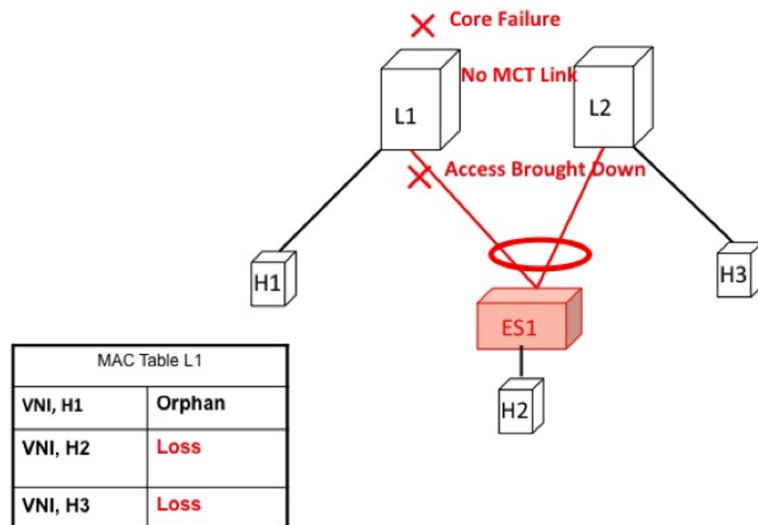 Core Failure
No MCT Link
L1
L2
Access Brought Down
H1
H3
ES1
H2
MAC Table L1
VNI, H1 Orphan
VNI, H2 Loss
VNI, H3 Loss